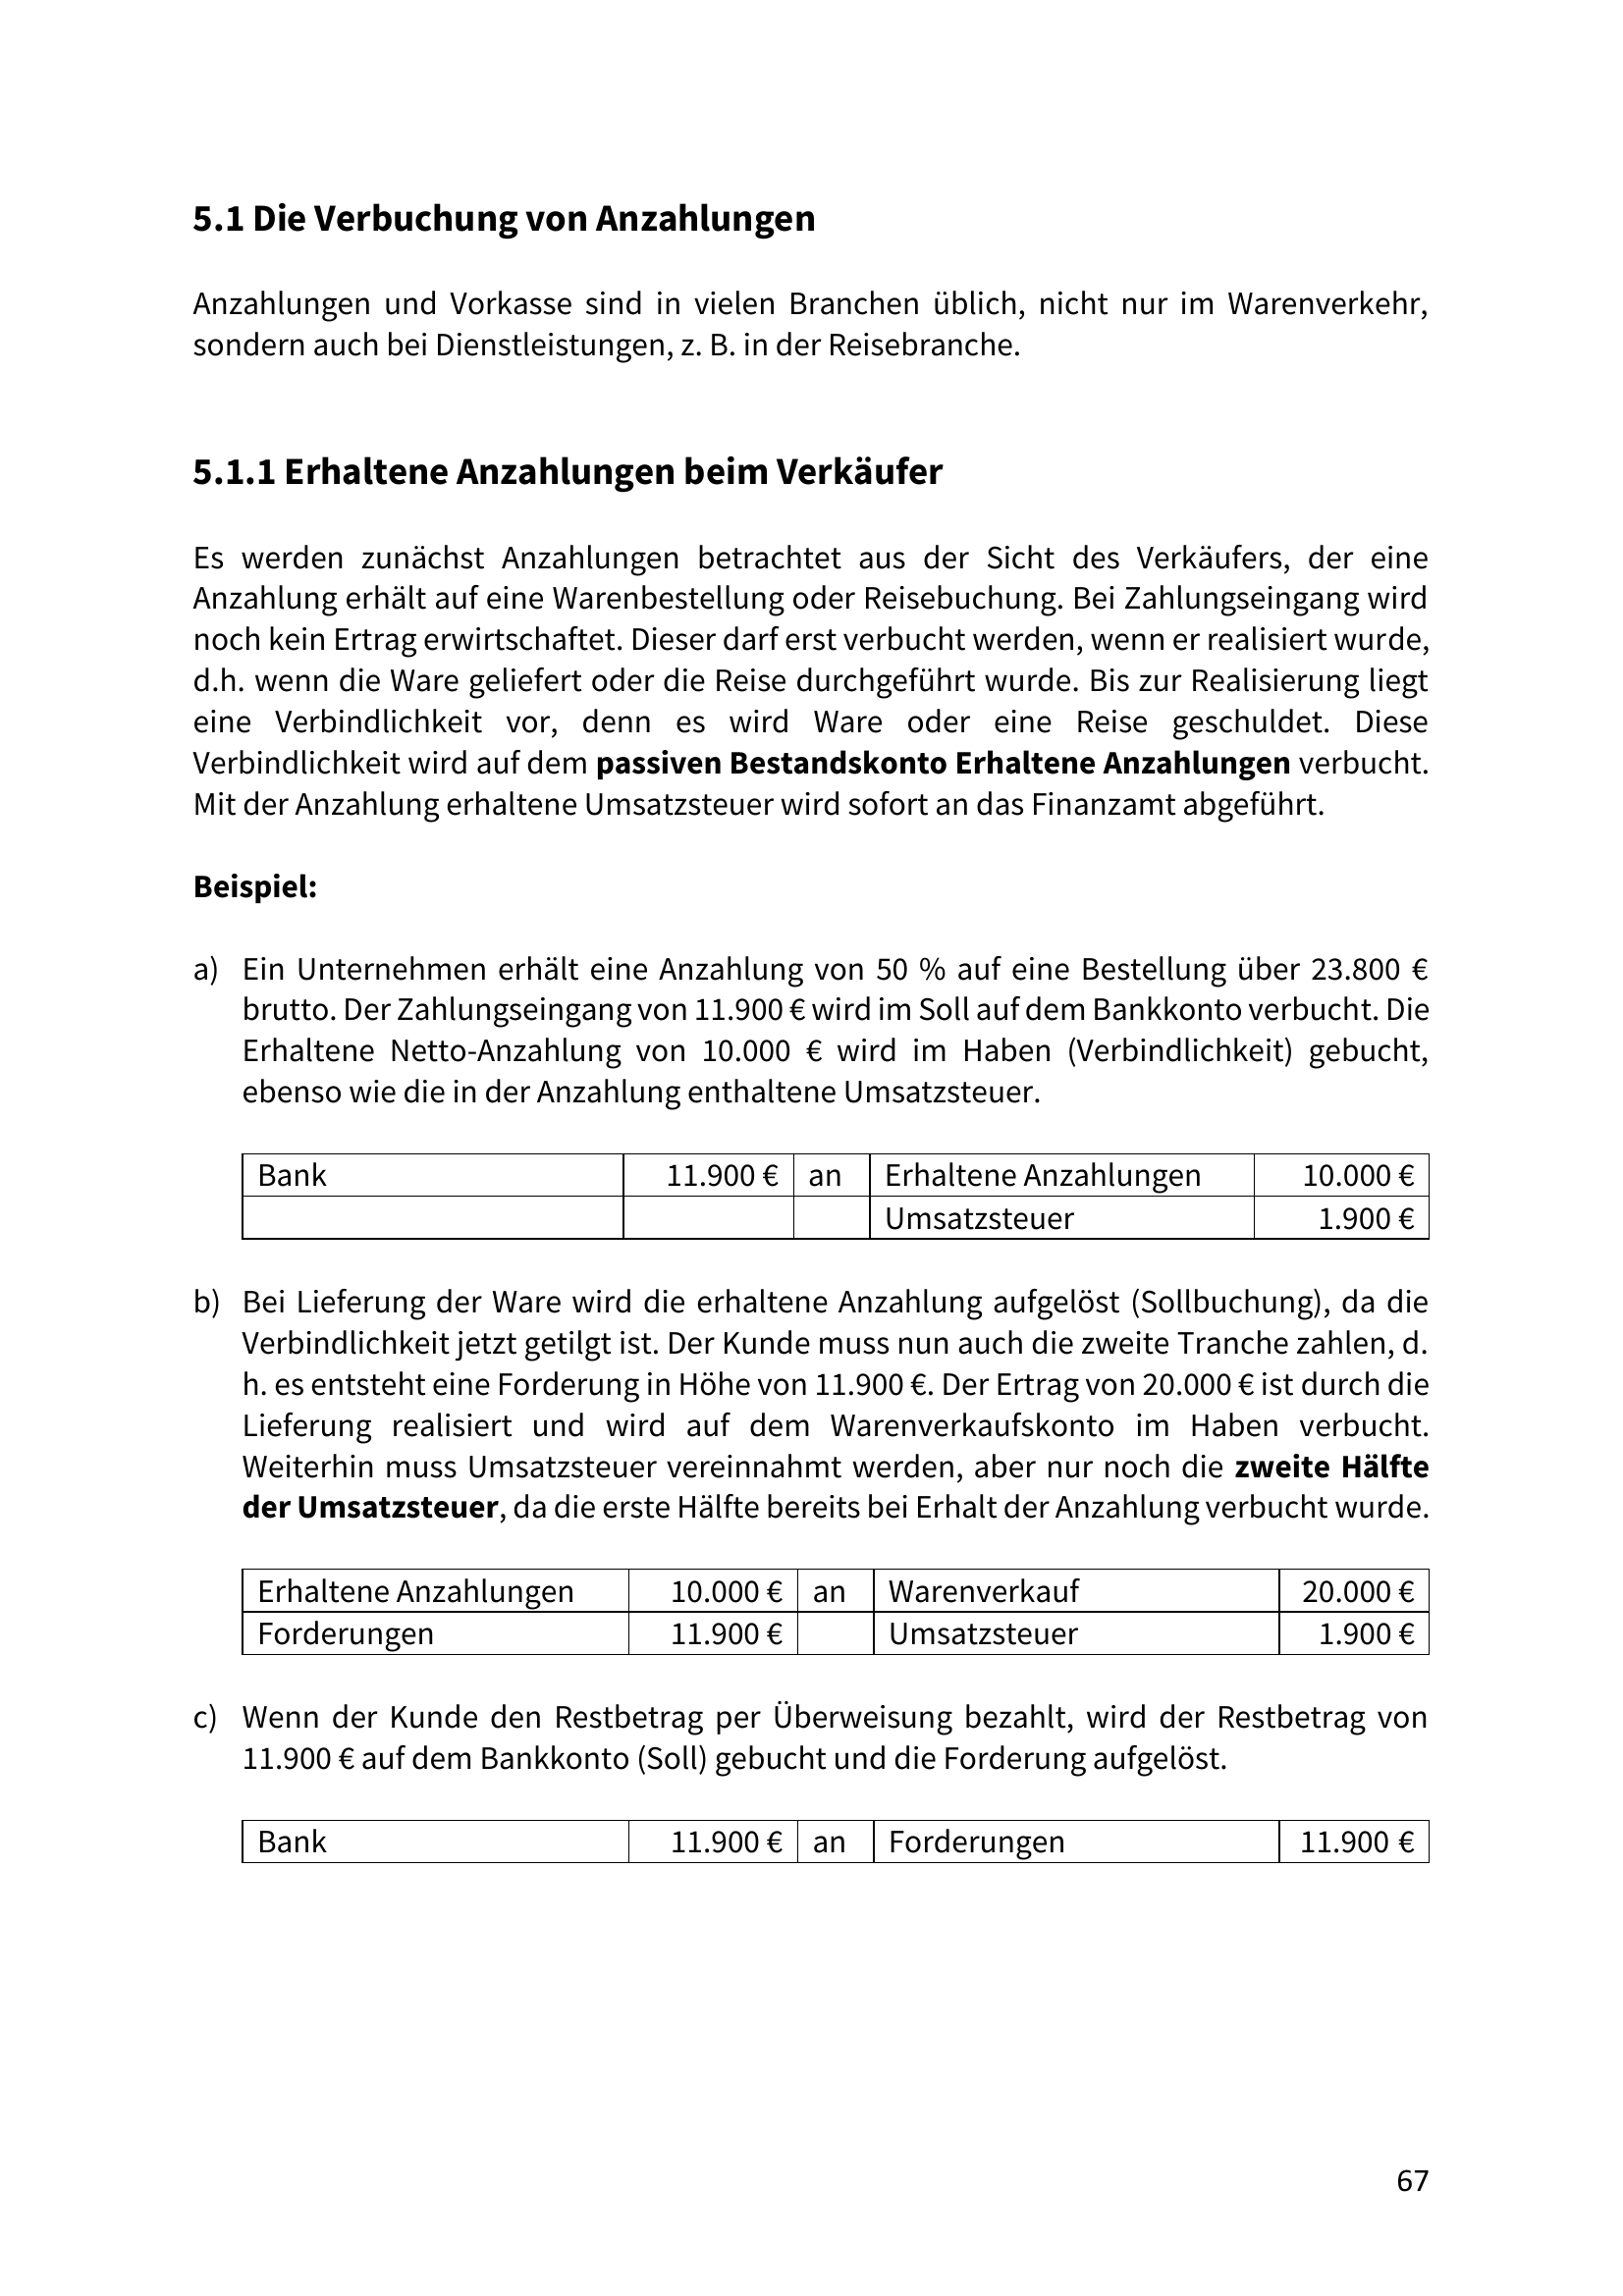 5.1 Die Verbuchung von Anzahlungen
Anzahlungen und Vorkasse sind in vielen Branchen üblich, nicht nur im Warenverkehr,
sondern auch bei Dienstleistungen, z. B. in der Reisebranche.
5.1.1 Erhaltene Anzahlungen beim Verkäufer
Es werden zunächst Anzahlungen betrachtet aus der Sicht des Verkäufers, der eine
Anzahlung erhält auf eine Warenbestellung oder Reisebuchung. Bei Zahlungseingang wird
noch kein Ertrag erwirtschaftet. Dieser darf erst verbucht werden, wenn er realisiert wurde,
d.h. wenn die Ware geliefert oder die Reise durchgeführt wurde. Bis zur Realisierung liegt
eine Verbindlichkeit vor, denn es wird Ware oder eine Reise geschuldet. Diese
Verbindlichkeit wird auf dem passiven Bestandskonto Erhaltene Anzahlungen verbucht.
Mit der Anzahlung erhaltene Umsatzsteuer wird sofort an das Finanzamt abgeführt.
Beispiel:
a) Ein Unternehmen erhält eine Anzahlung von 50 % auf eine Bestellung über 23.800 €
brutto. Der Zahlungseingang von 11.900 € wird im Soll auf dem Bankkonto verbucht. Die
Erhaltene Netto-Anzahlung von 10.000 € wird im Haben (Verbindlichkeit) gebucht,
ebenso wie die in der Anzahlung enthaltene Umsatzsteuer.
Bank 11.900 € an Erhaltene Anzahlungen 10.000 €
Umsatzsteuer 1.900 €
b) Bei Lieferung der Ware wird die erhaltene Anzahlung aufgelöst (Sollbuchung), da die
Verbindlichkeit jetzt getilgt ist. Der Kunde muss nun auch die zweite Tranche zahlen, d.
h. es entsteht eine Forderung in Höhe von 11.900 €. Der Ertrag von 20.000 € ist durch die
Lieferung realisiert und wird auf dem Warenverkaufskonto im Haben verbucht.
Weiterhin muss Umsatzsteuer vereinnahmt werden, aber nur noch die zweite Hälfte
der Umsatzsteuer, da die erste Hälfte bereits bei Erhalt der Anzahlung verbucht wurde.
Erhaltene Anzahlungen 10.000 € an Warenverkauf 20.000 €
Forderungen 11.900 € Umsatzsteuer 1.900 €
c) Wenn der Kunde den Restbetrag per Überweisung bezahlt, wird der Restbetrag von
11.900 € auf dem Bankkonto (Soll) gebucht und die Forderung aufgelöst.
Bank 11.900 € an Forderungen 11.900 €
67